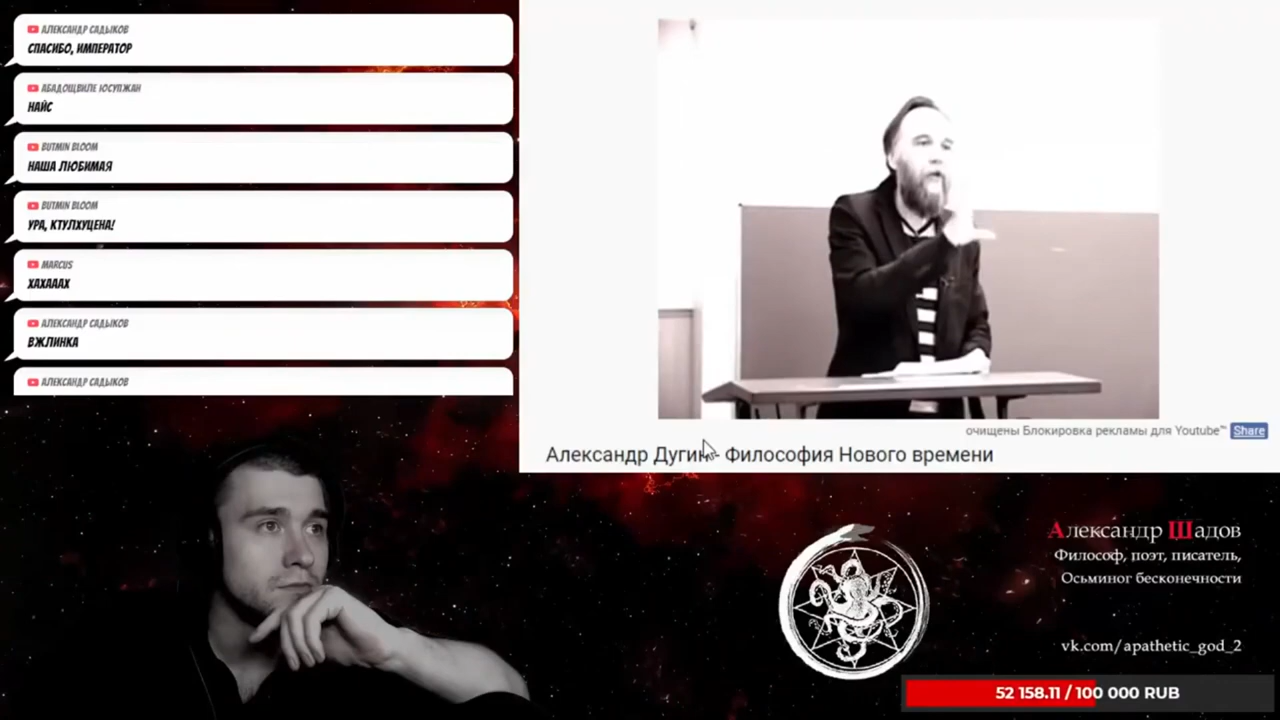 АЛЕКСАНДР САДЫКОВ
СПАСИБО, ИМПЕРАТОР
АБАДОЩВИЛЕ ЮСУПЖАН
НАЙС
BUTMIN BLOOM
НАША ЛЮБИМАЯ
BUTMIN BLOOM
УРА, КТУЛХУЦЕНА!
MARCUS
ХАХАААХ
АЛЕКСАНДР САДЫКОВ
ВЖЛИНКА
АЛЕКСАНДР САДЫКОВ
очищены Блокировка рекламы для Youtube™ Share
Александр Дугин - Философия Нового времени
Александр Шадов
Философ, поэт, писатель,
Осьминог бесконечности
vk.com/apathetic_god_2
52 158.11 / 100 000 RUB